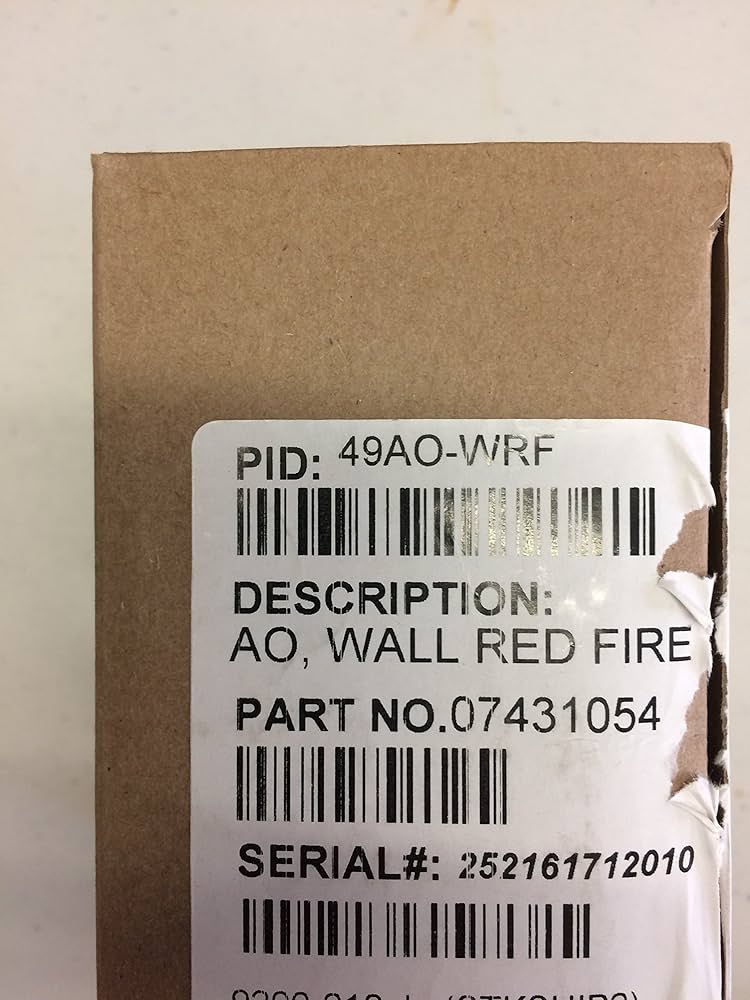 PID: 49AO-WRF
DESCRIPTION:
AO, WALL RED FIRE
PART NO.07431054
SERIAL#: 252161712010